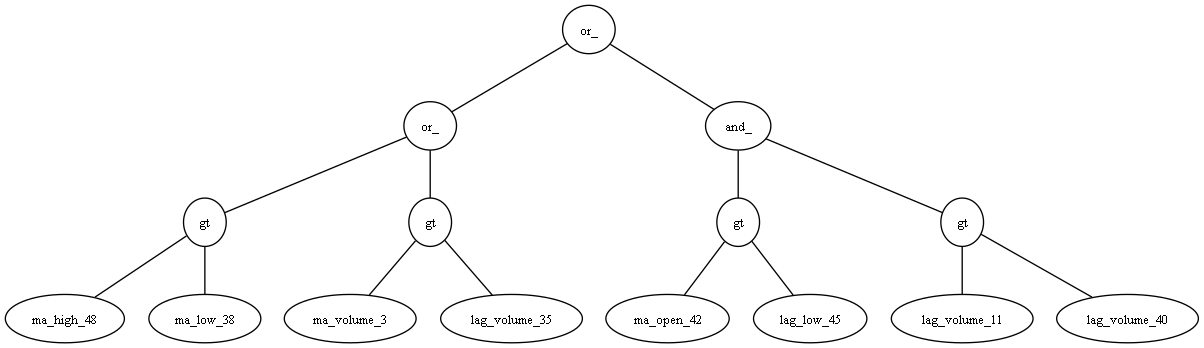 or_
or_
and_
gt
gt
gt
gt
ma_high_48
ma_low_38
ma_volume_3
lag_volume_35
ma_open_42
lag_low_45
lag_volume_11
lag_volume_40